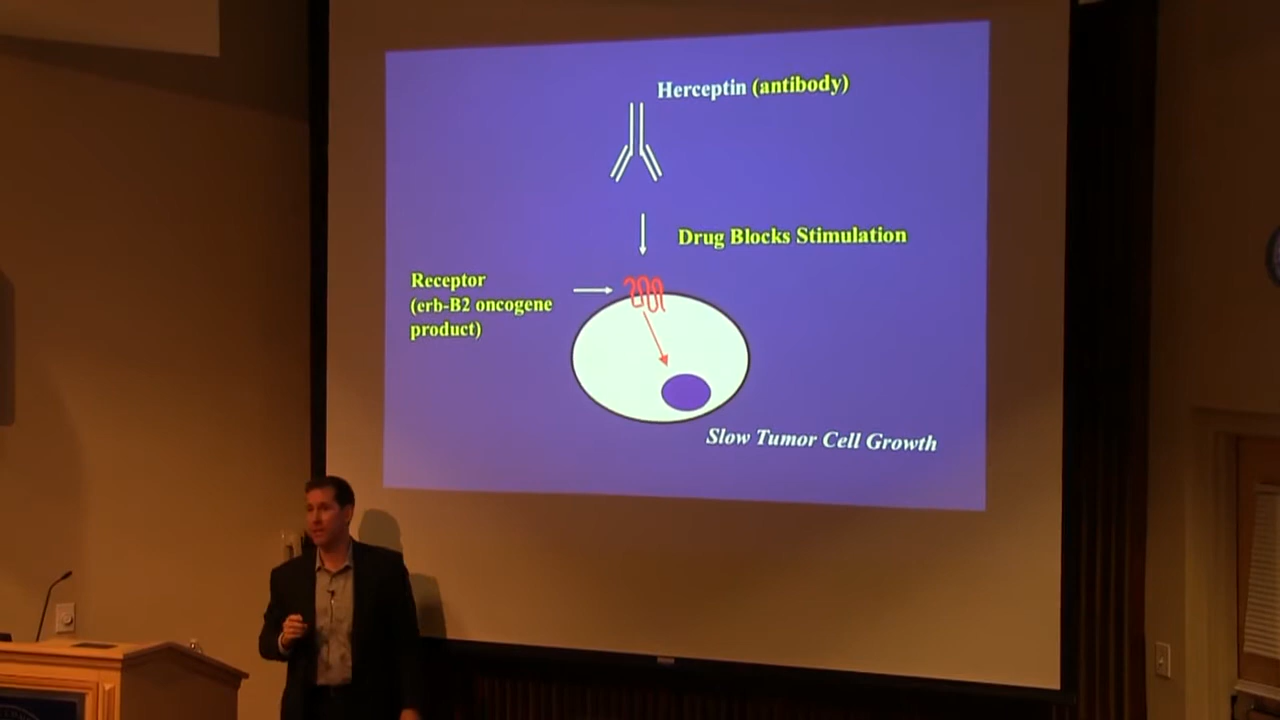 Herceptin (antibody)
Drug Blocks Stimulation
Receptor
(erb-B2 oncogene
product)
Slow Tumor Cell Growth